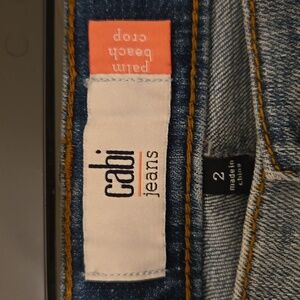 palm
beach
crop
cabi
jeans
2
made in
china